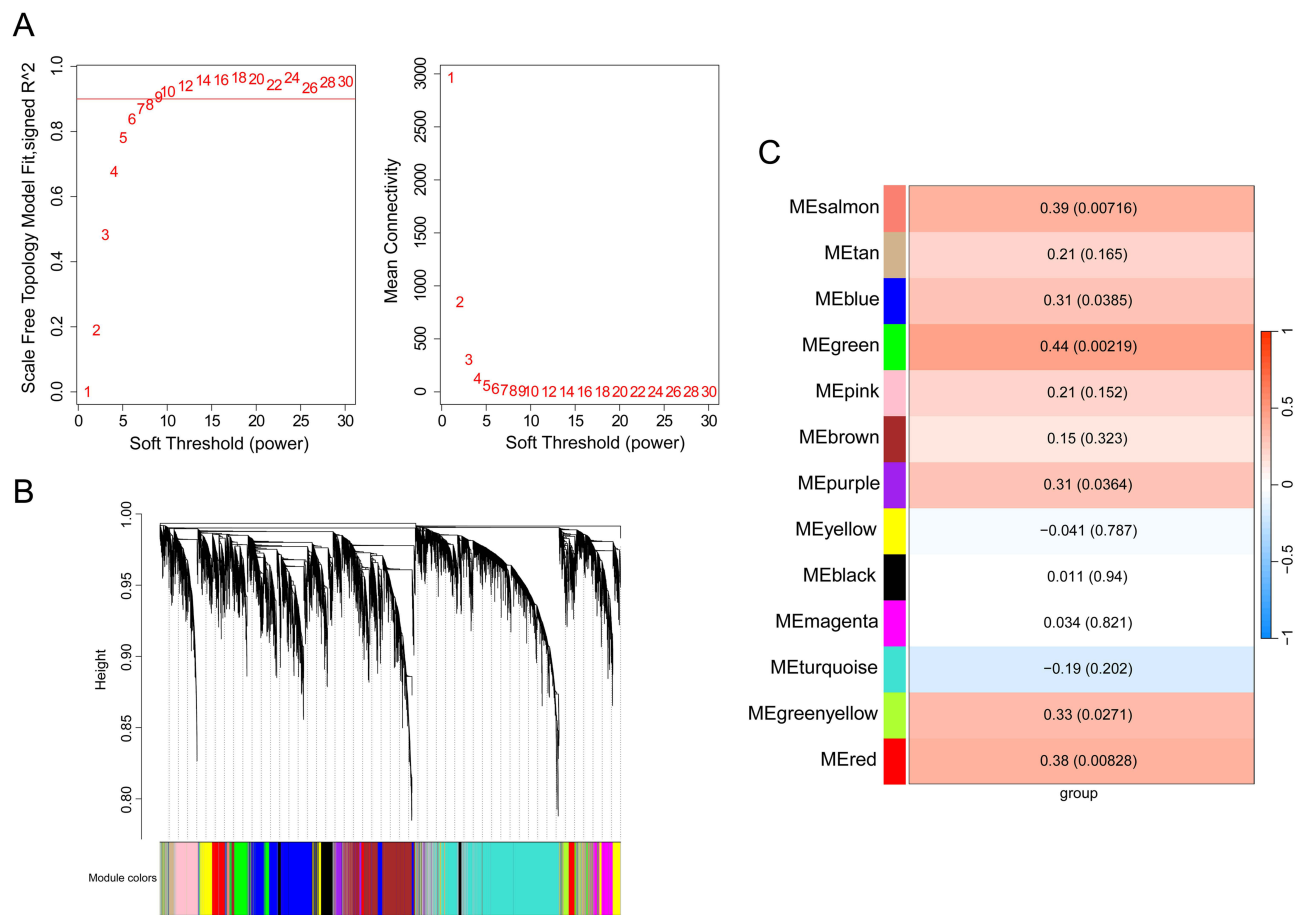 A
Scale Free Topology Model Fit,signed R^2
1.0
0.8
0.6
0.4
0.2
0.0
1
2
3
4
5
6
7 8 9 10 12 14 16 18 20 22 24 26 28 30
0 5 10 15 20 25 30
Soft Threshold (power)
Mean Connectivity
3000
2500
2000
1500
1000
500
0
1
2
3
4
5 6 7 8 9 10 12 14 16 18 20 22 24 26 28 30
0 5 10 15 20 25 30
Soft Threshold (power)
B
Height
1.00
0.95
0.90
0.85
0.80
Module colors
C
MEsalmon 0.39 (0.00716)
MEtan 0.21 (0.165)
MEblue 0.31 (0.0385)
MEgreen 0.44 (0.00219)
MEpink 0.21 (0.152)
MEbrown 0.15 (0.323)
MEpurple 0.31 (0.0364)
MEyellow −0.041 (0.787)
MEblack 0.011 (0.94)
MEmagenta 0.034 (0.821)
MEturquoise −0.19 (0.202)
MEgreenyellow 0.33 (0.0271)
MEred 0.38 (0.00828)
group
1
0.5
0
−0.5
−1